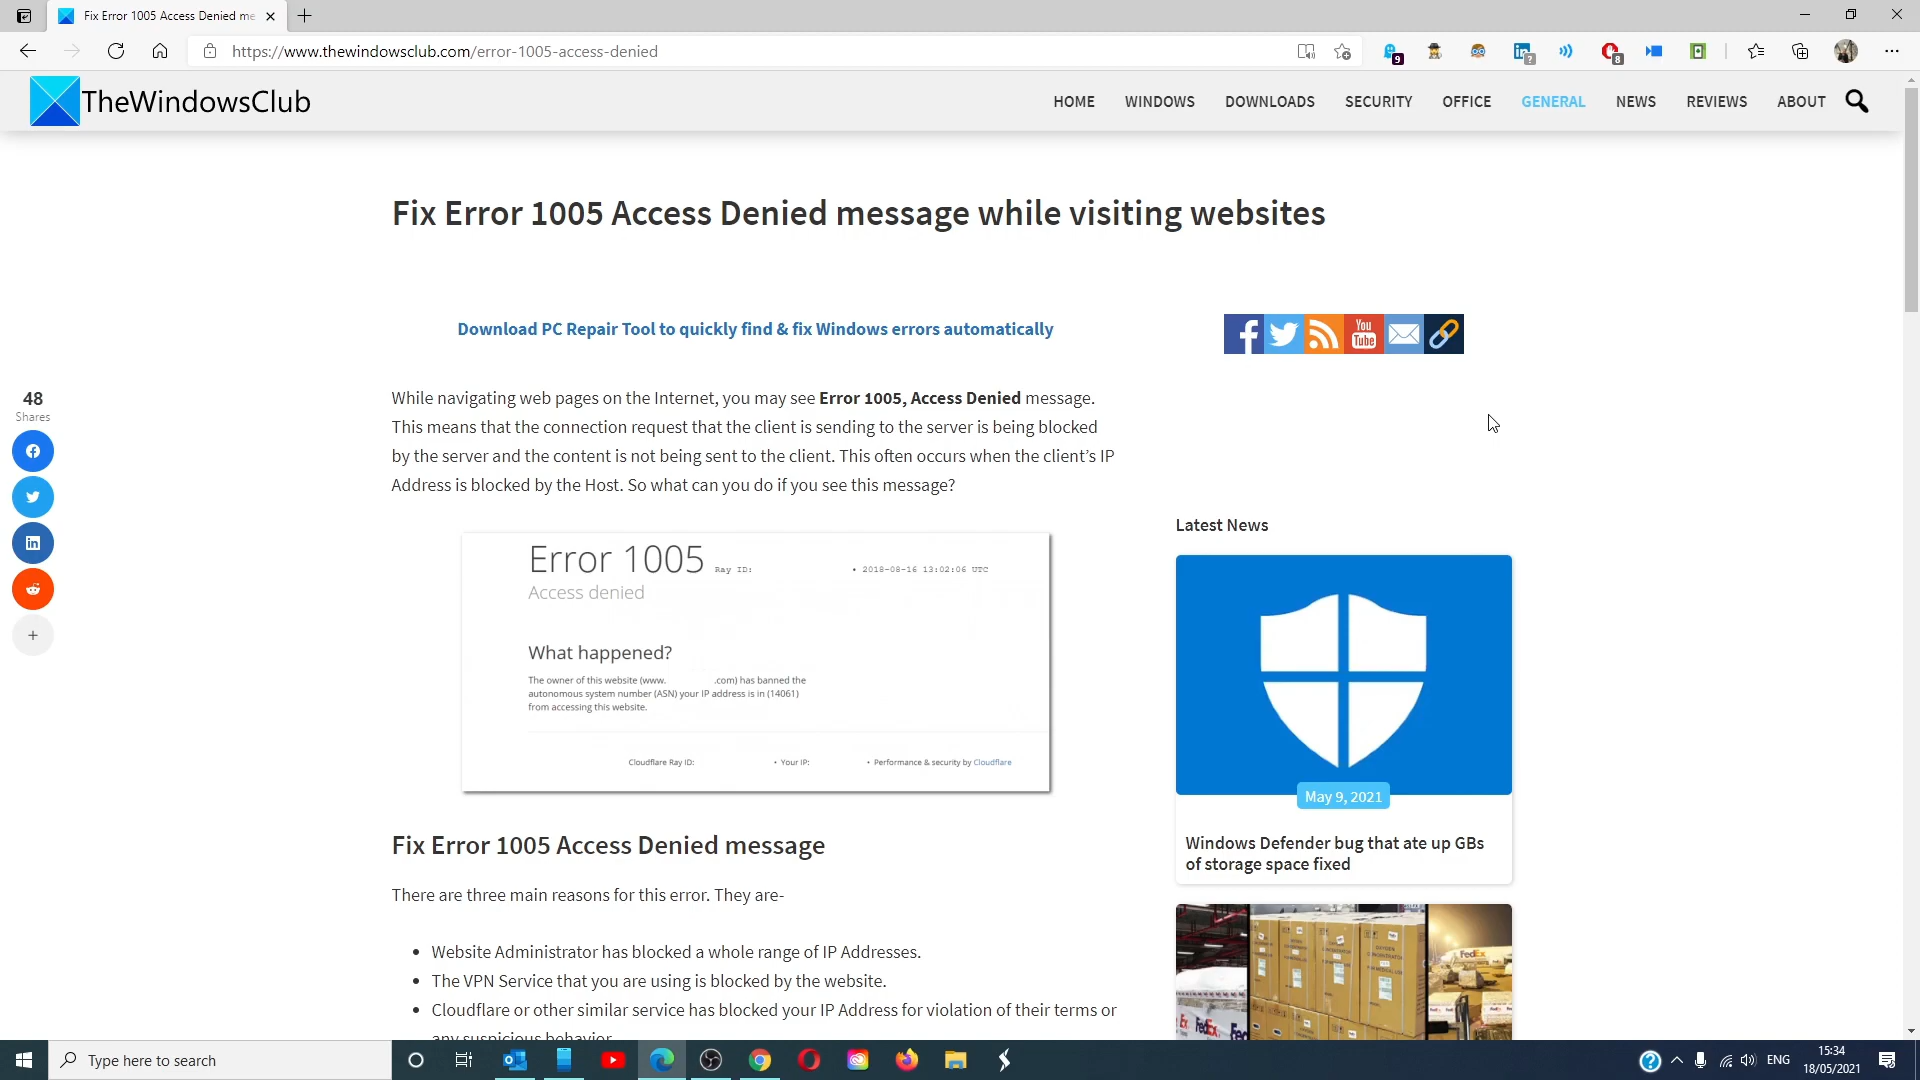 Fix Error 1005 Access Denied me
https://www.thewindowsclub.com/error-1005-access-denied
9
?
8
TheWindowsClub
HOME WINDOWS DOWNLOADS SECURITY OFFICE GENERAL NEWS REVIEWS ABOUT
Fix Error 1005 Access Denied message while visiting websites
Download PC Repair Tool to quickly find & fix Windows errors automatically
You
Tube
While navigating web pages on the Internet, you may see Error 1005, Access Denied message.
This means that the connection request that the client is sending to the server is being blocked
by the server and the content is not being sent to the client. This often occurs when the client's IP
Address is blocked by the Host. So what can you do if you see this message?
48
Shares
Error 1005 Ray ID: • 2018-08-16 13:02:06 UTC
Access denied
What happened?
The owner of this website (www. .com) has banned the
autonomous system number (ASN) your IP address is in (14061)
from accessing this website.
Cloudflare Ray ID: • Your IP: • Performance & security by Cloudflare
Fix Error 1005 Access Denied message
There are three main reasons for this error. They are-
• Website Administrator has blocked a whole range of IP Addresses.
• The VPN Service that you are using is blocked by the website.
• Cloudflare or other similar service has blocked your IP Address for violation of their terms or
any suspicious behavior.
Latest News
May 9, 2021
Windows Defender bug that ate up GBs
of storage space fixed
FedEx
FedEx
Type here to search
ENG
15:34
18/05/2021